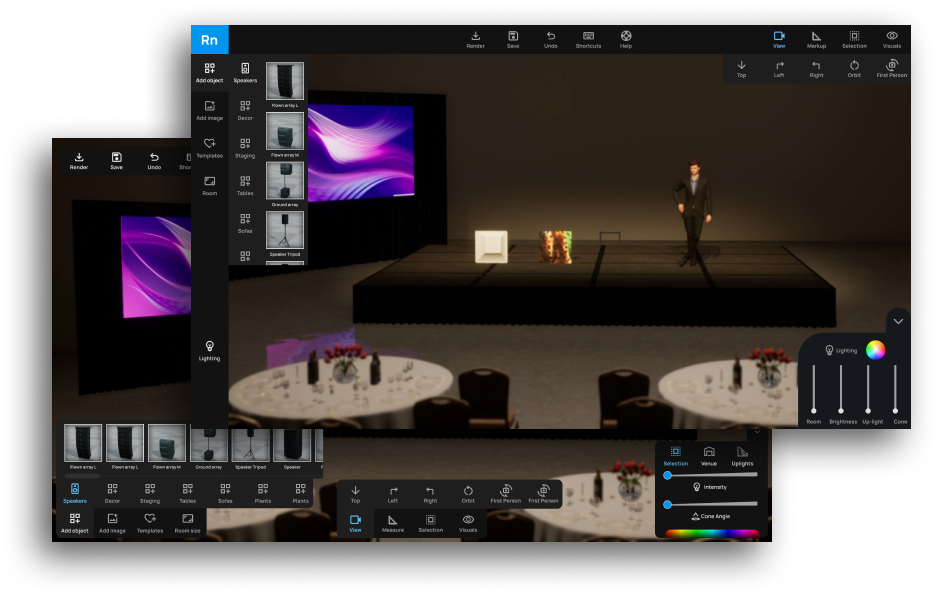 Rn
Render
Save
Undo
Shortcuts
Help
View
Markup
Selection
Visuals
Top
Left
Right
Orbit
First Person
Add object
Speakers
Flown array L
Add image
Decor
Templates
Staging
Flown array M
Room
Tables
Ground array
Sofas
Speaker Tripod
Lighting
Lighting
Room
Brightness
Up-light
Cone
Render
Save
Undo
Flown array L
Flown array L
Flown array M
Ground array
Speaker Tripod
Speaker
Speakers
Decor
Staging
Tables
Sofas
Plants
Plants
Add object
Add image
Templates
Room size
Top
Left
Right
Orbit
First Person
First Person
View
Measure
Selection
Visuals
Selection
Venue
Uplights
Intensity
Cone Angle